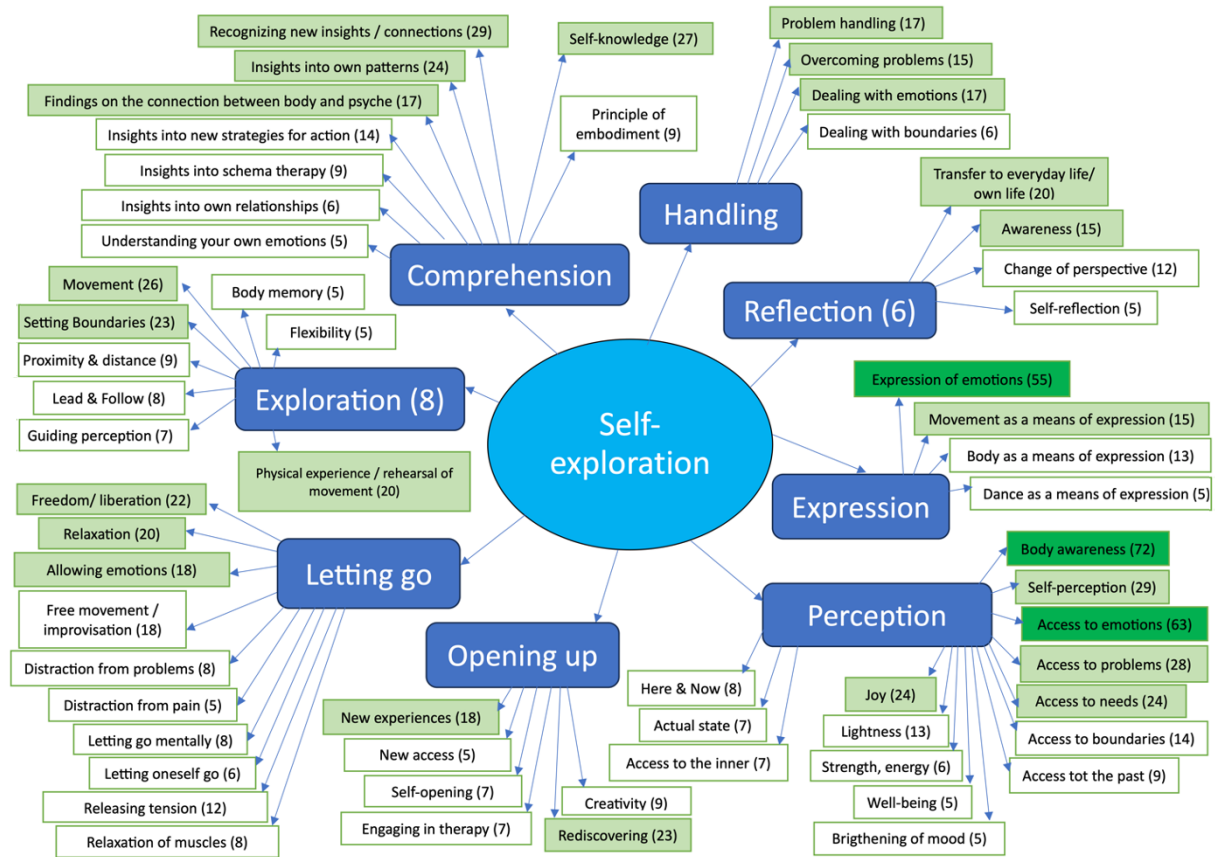 Recognizing new insights / connections (29)
Insights into own patterns (24)
Findings on the connection between body and psyche (17)
Insights into new strategies for action (14)
Insights into schema therapy (9)
Insights into own relationships (6)
Understanding your own emotions (5)
Self-knowledge (27)
Principle of
embodiment (9)
Comprehension
Problem handling (17)
Overcoming problems (15)
Dealing with emotions (17)
Dealing with boundaries (6)
Handling
Transfer to everyday life/
own life (20)
Awareness (15)
Change of perspective (12)
Self-reflection (5)
Reflection (6)
Movement (26)
Setting Boundaries (23)
Proximity & distance (9)
Lead & Follow (8)
Guiding perception (7)
Body memory (5)
Flexibility (5)
Exploration (8)
Physical experience / rehearsal of
movement (20)
Self-
exploration
Expression of emotions (55)
Movement as a means of expression (15)
Body as a means of expression (13)
Dance as a means of expression (5)
Expression
Freedom/ liberation (22)
Relaxation (20)
Allowing emotions (18)
Free movement /
improvisation (18)
Distraction from problems (8)
Distraction from pain (5)
Letting go mentally (8)
Letting oneself go (6)
Releasing tension (12)
Relaxation of muscles (8)
Letting go
Opening up
New experiences (18)
New access (5)
Self-opening (7)
Engaging in therapy (7)
Creativity (9)
Rediscovering (23)
Perception
Body awareness (72)
Self-perception (29)
Access to emotions (63)
Access to problems (28)
Access to needs (24)
Access to boundaries (14)
Access tot the past (9)
Here & Now (8)
Actual state (7)
Access to the inner (7)
Joy (24)
Lightness (13)
Strength, energy (6)
Well-being (5)
Brigthening of mood (5)